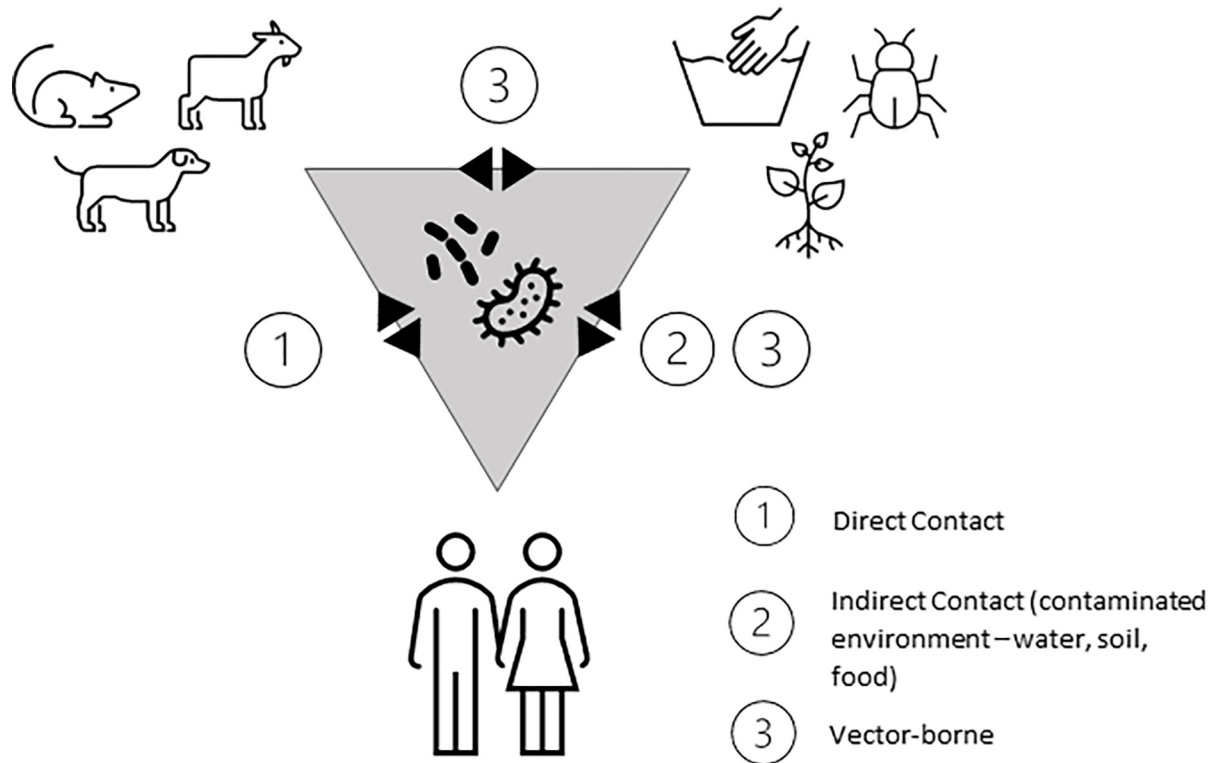 3
1
2
3
1
Direct Contact
2
Indirect Contact (contaminated
environment–water, soil,
food)
3
Vector-borne